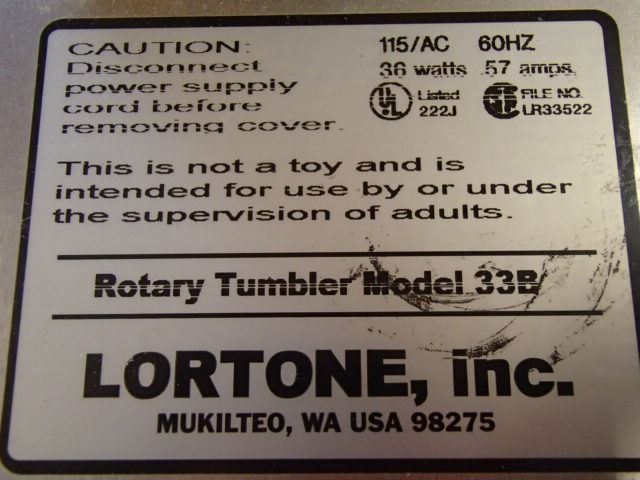 CAUTION:
Disconnect
power supply
cord before
removing cover.
115/AC 60HZ
36 watts .57 amps.
UL Listed
222J
FILE NO.
LR33522
This is not a toy and is
intended for use by or under
the supervision of adults.
Rotary Tumbler Model 33B
LORTONE, inc.
MUKILTEO, WA USA 98275